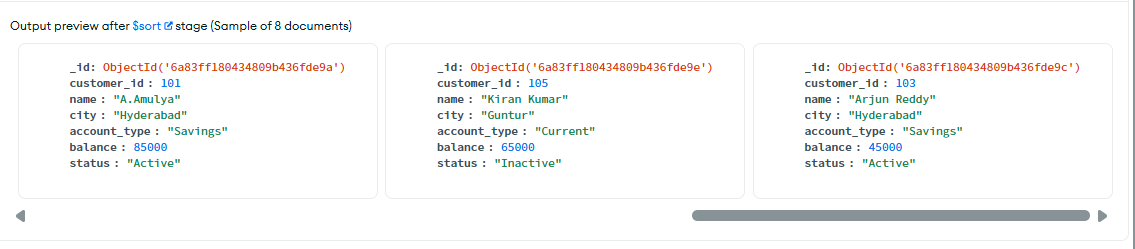 Output preview after $sort stage (Sample of 8 documents)
_id: ObjectId('6a83ff180434809b436fde9a')
customer_id : 101
name : "A.Amulya"
city : "Hyderabad"
account_type : "Savings"
balance : 85000
status : "Active"
_id: ObjectId('6a83ff180434809b436fde9e')
customer_id : 105
name : "Kiran Kumar"
city : "Guntur"
account_type : "Current"
balance : 65000
status : "Inactive"
_id: ObjectId('6a83ff180434809b436fde9c')
customer_id : 103
name : "Arjun Reddy"
city : "Hyderabad"
account_type : "Savings"
balance : 45000
status : "Active"